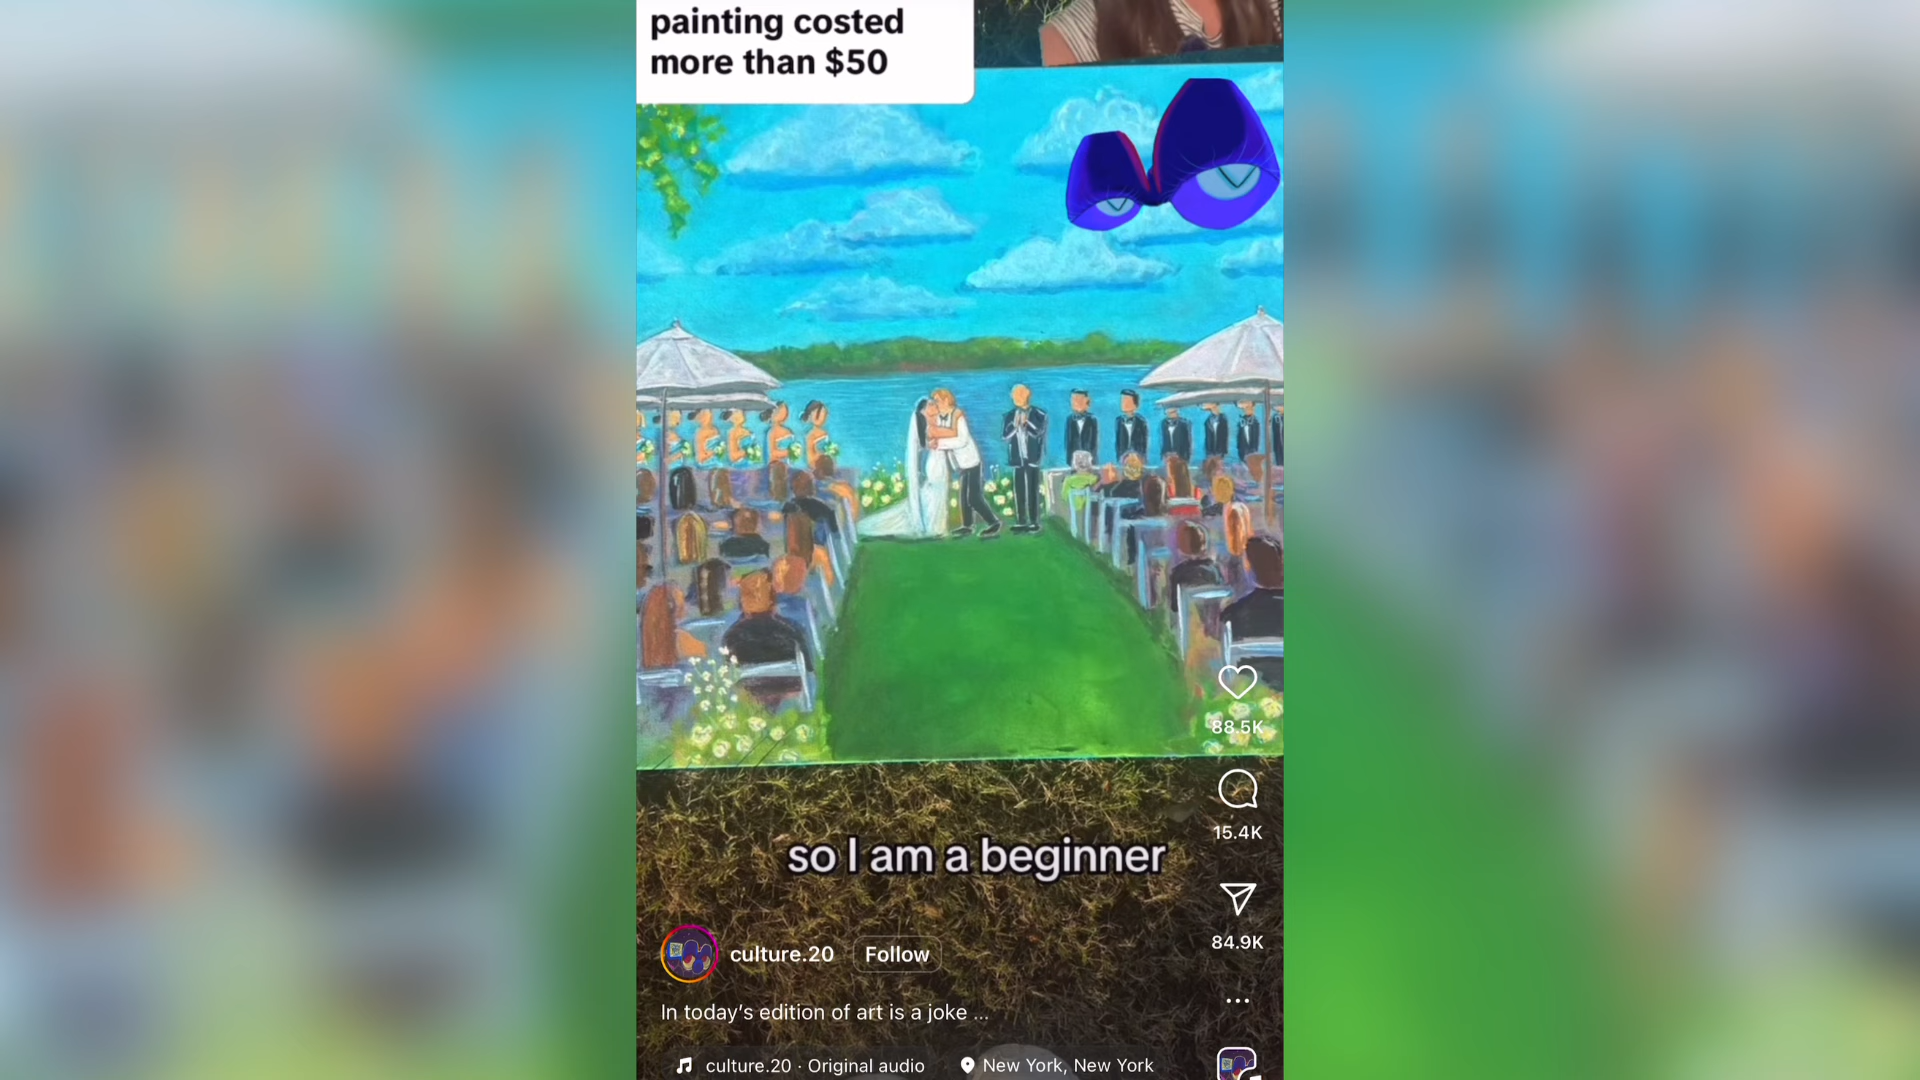 painting costed
more than $50
88.5K
15.4K
so I am a beginner
84.9K
culture.20 Follow
In today’s edition of art is a joke ...
culture.20 · Original audio
New York, New York